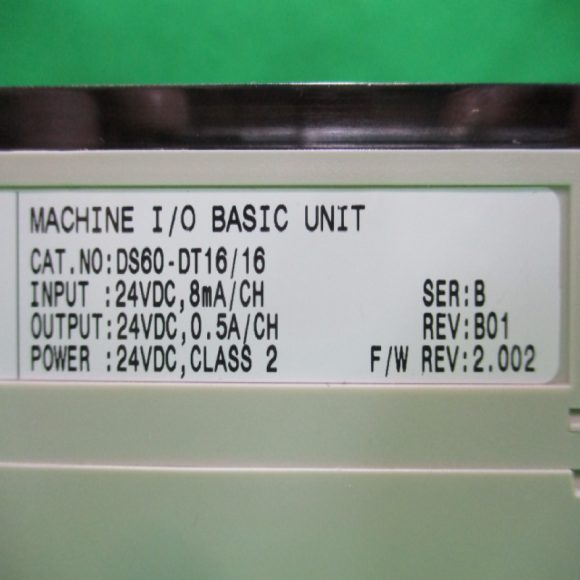 MACHINE I/O BASIC UNIT
CAT.NO:DS60-DT16/16
INPUT :24VDC,8mA/CH SER:B
OUTPUT:24VDC,0.5A/CH REV:B01
POWER :24VDC,CLASS 2 F/W REV:2.002